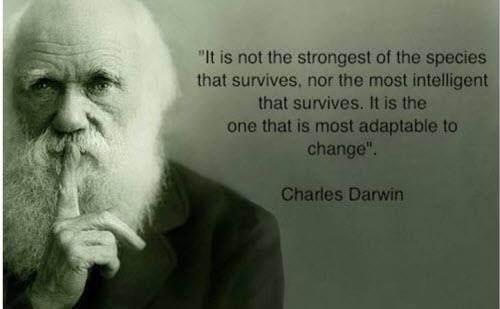 "It is not the strongest of the species
that survives, nor the most intelligent
that survives. It is the
one that is most adaptable to
change".
Charles Darwin